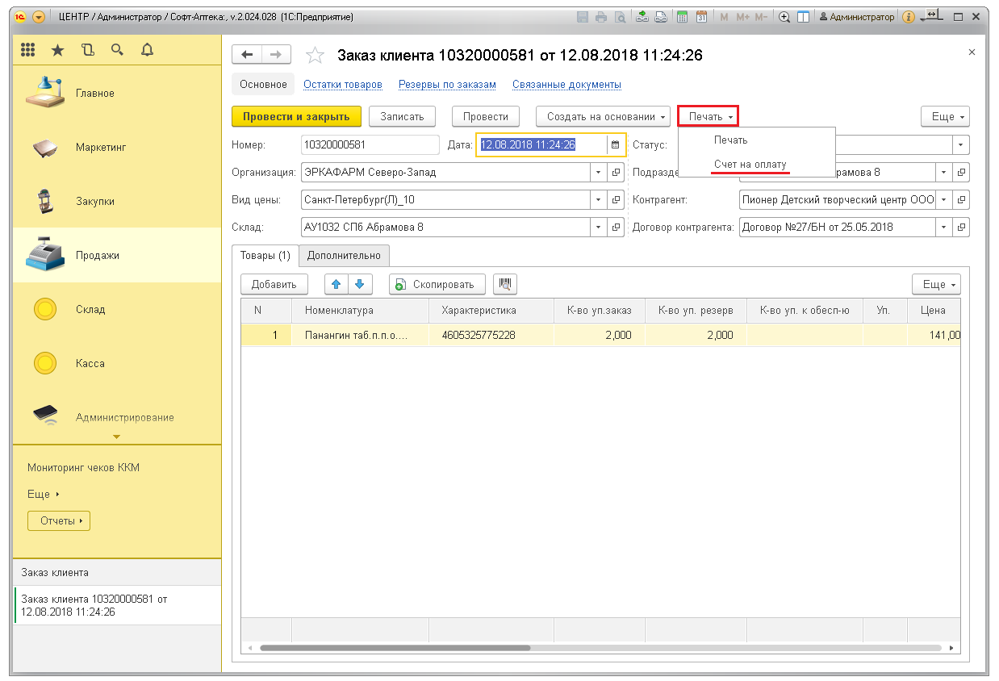 ЦЕНТР / Администратор / Софт-Аптека:, v.2.024.028 (1С:Предприятие)
M M+ M- Администратор
Главное
Маркетинг
Закупки
Продажи
Склад
Касса
Администрирование
Мониторинг чеков ККМ
Еще
Отчеты
Заказ клиента
Заказ клиента 10320000581 от
12.08.2018 11:24:26
Заказ клиента 10320000581 от 12.08.2018 11:24:26
Основное Остатки товаров Резервы по заказам Связанные документы
Провести и закрыть Записать Провести Создать на основании Печать Еще
Печать
Счет на оплату
Номер: 10320000581 Дата: 12.08.2018 11:24:26 Статус:
Организация: ЭРКАФАРМ Северо-Запад Подразде рамова 8
Вид цены: Санкт-Петербург(Л)_10 Контрагент: Пионер Детский творческий центр ООО
Склад: АУ1032 СПб Абрамова 8 Договор контрагента: Договор №27/БН от 25.05.2018
Товары (1) Дополнительно
Добавить Скопировать Еще
N Номенклатура Характеристика К-во уп.заказ К-во уп. резерв К-во уп. к обесп-ю Уп. Цена
1 Панангин таб.п.п.о.... 4605325775228 2,000 2,000 141,00